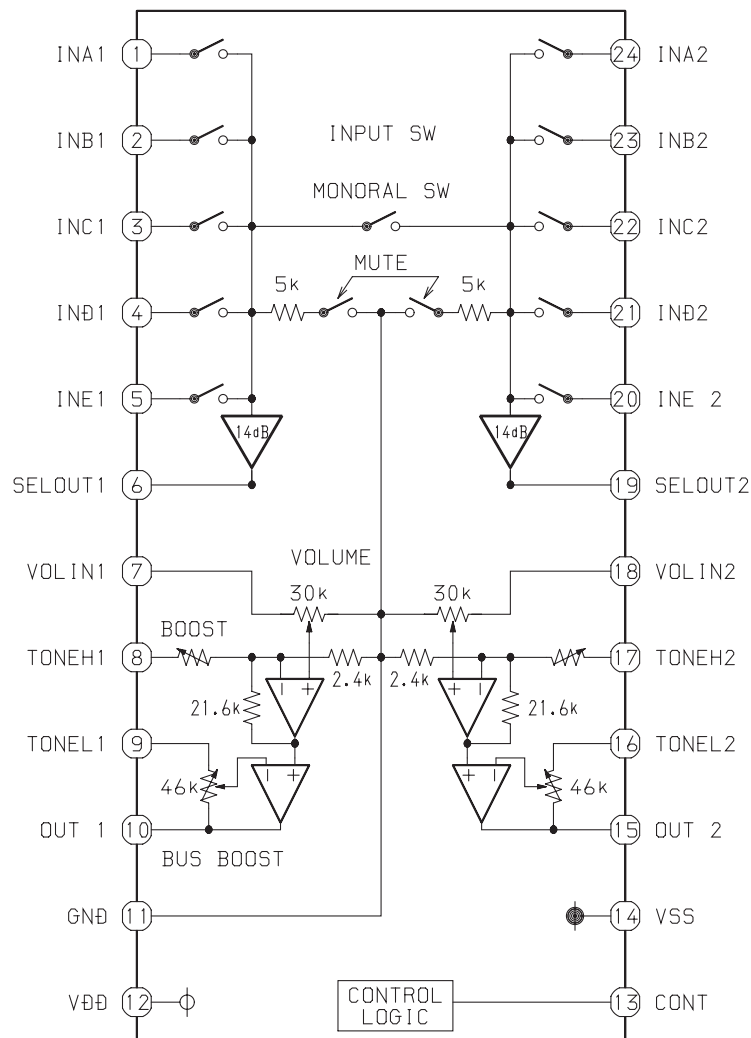 INA1 1 24 INA2
INB1 2 INPUT SW 23 INB2
MONORAL SW
INC1 3 22 INC2
MUTE
5k 5k
IND1 4 21 IND2
INE1 5 20 INE 2
14dB 14dB
SELOUT1 6 19 SELOUT2
VOLUME
VOLIN1 7 18 VOLIN2
30k 30k
BOOST
TONEH1 8 17 TONEH2
2.4k 2.4k
- + + -
21.6k 21.6k
TONEL1 9 16 TONEL2
- + + -
46k 46k
OUT 1 10 15 OUT 2
BUS BOOST
GND 11 14 VSS
VDD 12 CONTROL 13 CONT
LOGIC